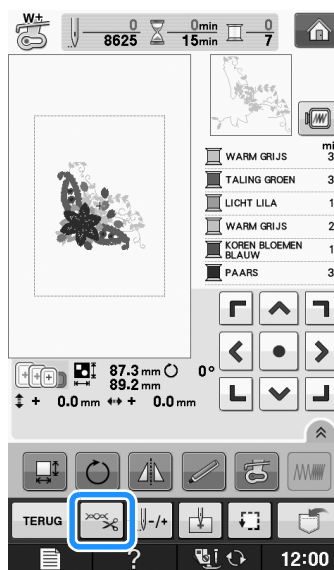 W+
0 0min 0
8625 15min 7
mi
WARM GRIJS 3
TALING GROEN 3
LICHT LILA 1
WARM GRIJS 2
KOREN BLOEMEN BLAUW 1
PAARS 3
87.3 mm 0°
89.2 mm
+ 0.0 mm + 0.0 mm
TERUG -/+
? 12:00